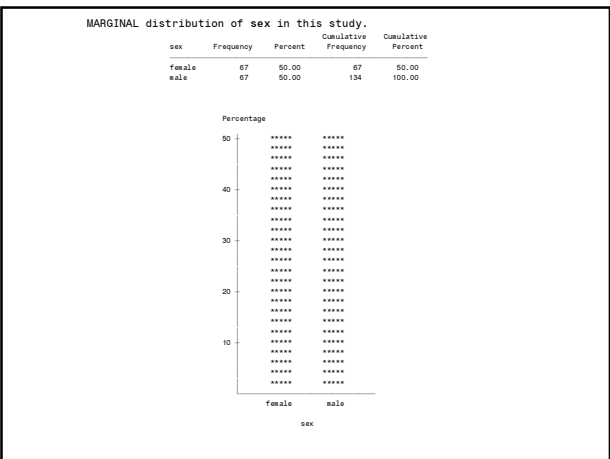 MARGINAL distribution of sex in this study.
Cumulative Cumulative
sex Frequency Percent Frequency Percent
female 67 50.00 67 50.00
male 67 50.00 134 100.00
Percentage
50 ***** *****
***** *****
***** *****
***** *****
***** *****
40 ***** *****
***** *****
***** *****
***** *****
***** *****
30 ***** *****
***** *****
***** *****
***** *****
***** *****
20 ***** *****
***** *****
***** *****
***** *****
***** *****
10 ***** *****
***** *****
***** *****
***** *****
***** *****
female male
sex